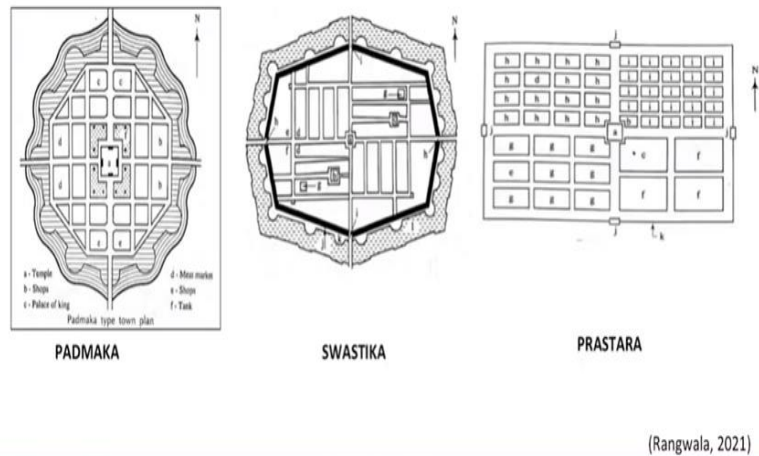 N
N
N
a - Temple
b - Shops
c - Palace of king
d - Meat market
e - Shops
f - Tank
Padmaka type town plan
PADMAKA
SWASTIKA
PRASTARA
c c
d b
d b
e e
h h h h i i i i i
h d h h i i i i i
h h h h i i i i i
h h h h
g g g f
e g g f f
g g g
(Rangwala, 2021)